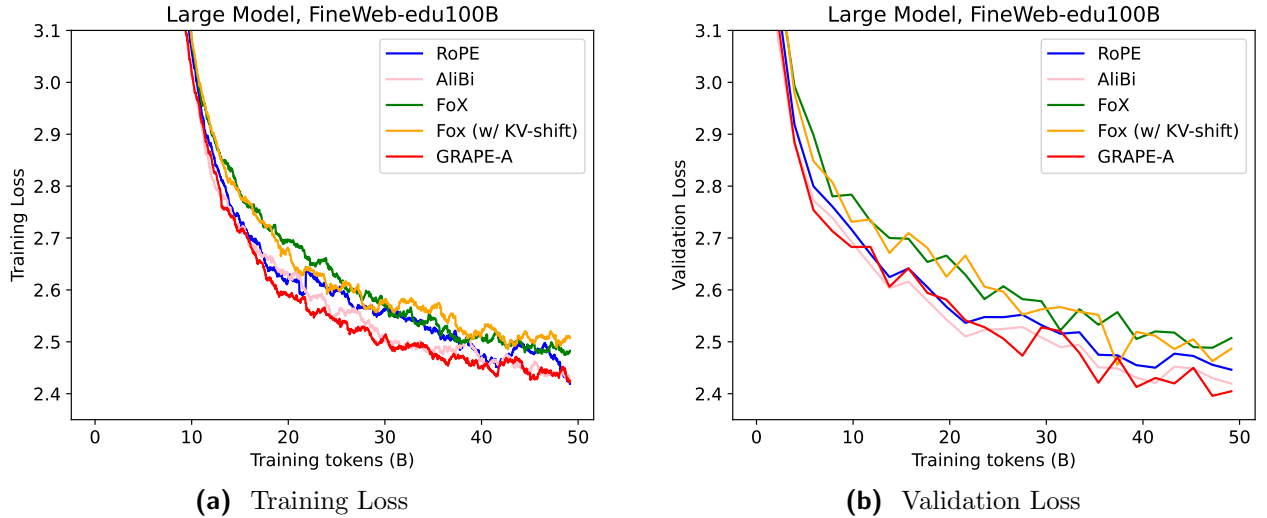 Large Model, FineWeb-edu100B
3.1
3.0
2.9
2.8
2.7
2.6
2.5
2.4
Training Loss
RoPE
AliBi
FoX
Fox (w/ KV-shift)
GRAPE-A
0 10 20 30 40 50
Training tokens (B)
(a) Training Loss
Large Model, FineWeb-edu100B
3.1
3.0
2.9
2.8
2.7
2.6
2.5
2.4
Validation Loss
RoPE
AliBi
FoX
Fox (w/ KV-shift)
GRAPE-A
0 10 20 30 40 50
Training tokens (B)
(b) Validation Loss